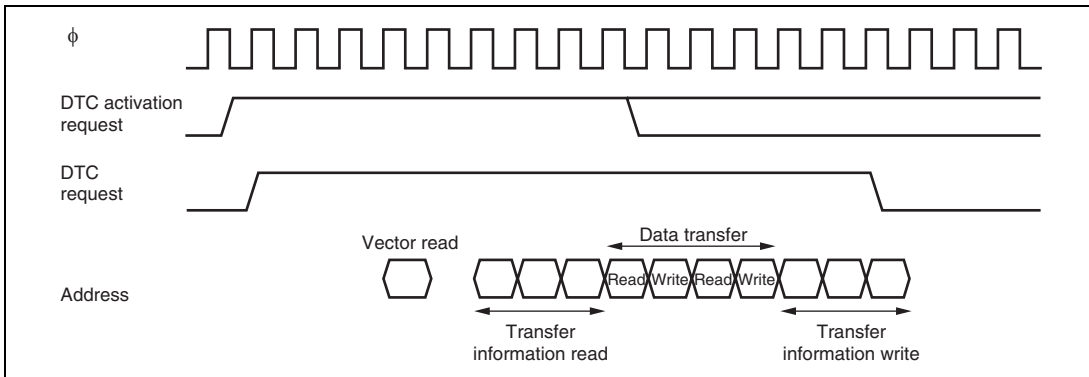 ϕ
DTC activation
request
DTC
request
Vector read
Data transfer
Address
Read Write Read Write
Transfer
information read
Transfer
information write